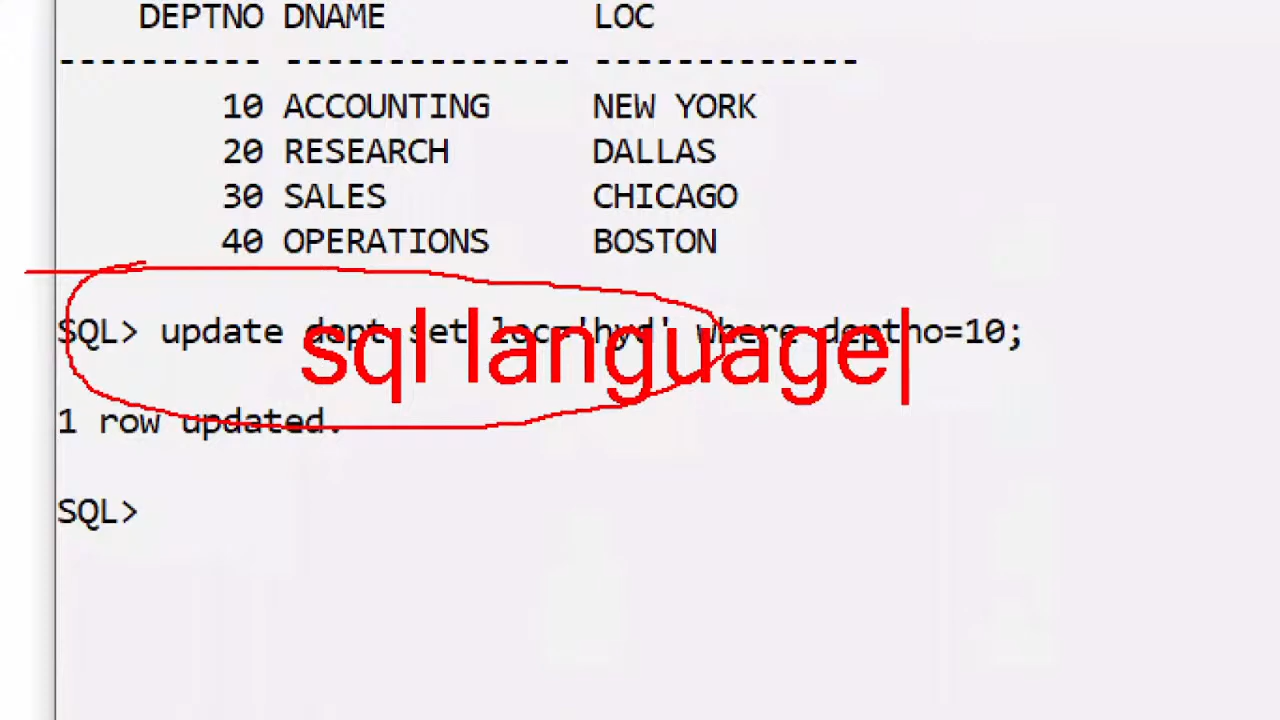 DEPTNO DNAME LOC
---------- -------------- -------------
10 ACCOUNTING NEW YORK
20 RESEARCH DALLAS
30 SALES CHICAGO
40 OPERATIONS BOSTON
SQL> update dept set loc='hyd' where deptno=10;
sql language
1 row updated.
SQL>